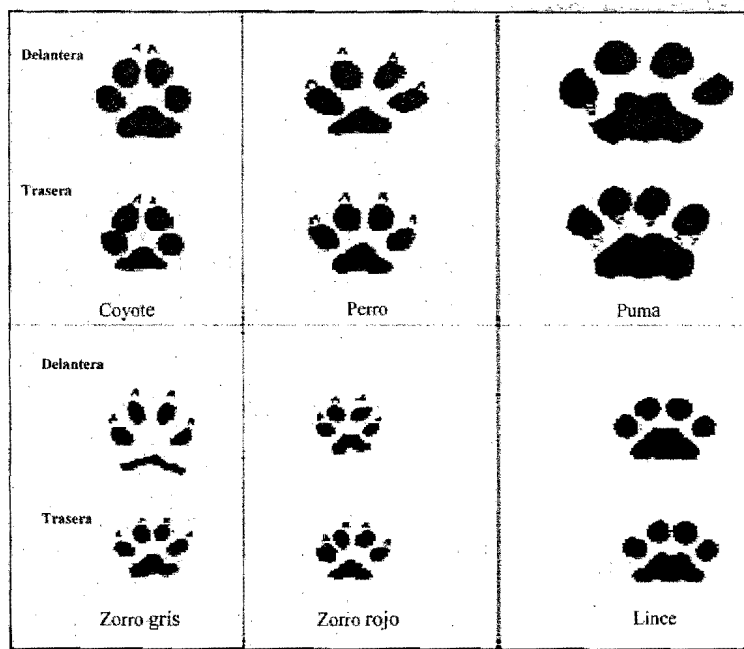 Delantera
Trasera
Coyote
Perro
Puma
Delantera
Trasera
Zorro gris
Zorro rojo
Lince